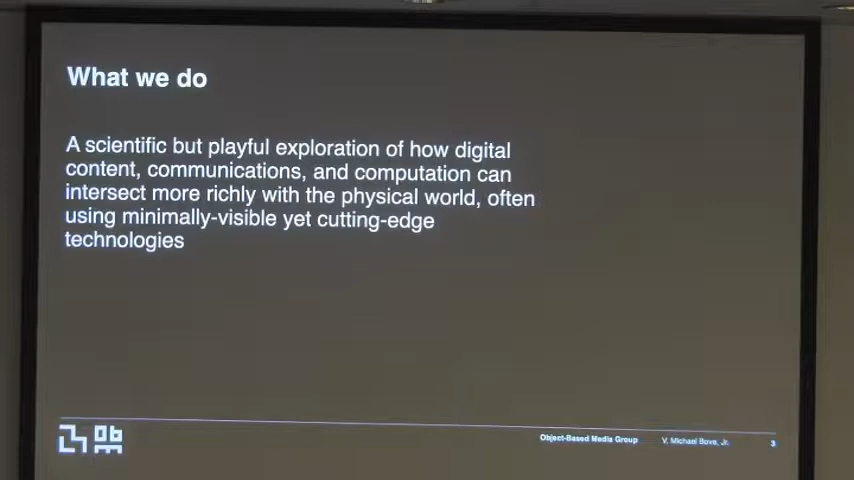 What we do
A scientific but playful exploration of how digital
content, communications, and computation can
intersect more richly with the physical world, often
using minimally-visible yet cutting-edge
technologies
ob
m
Object-Based Media Group V. Michael Bove, Jr. 3